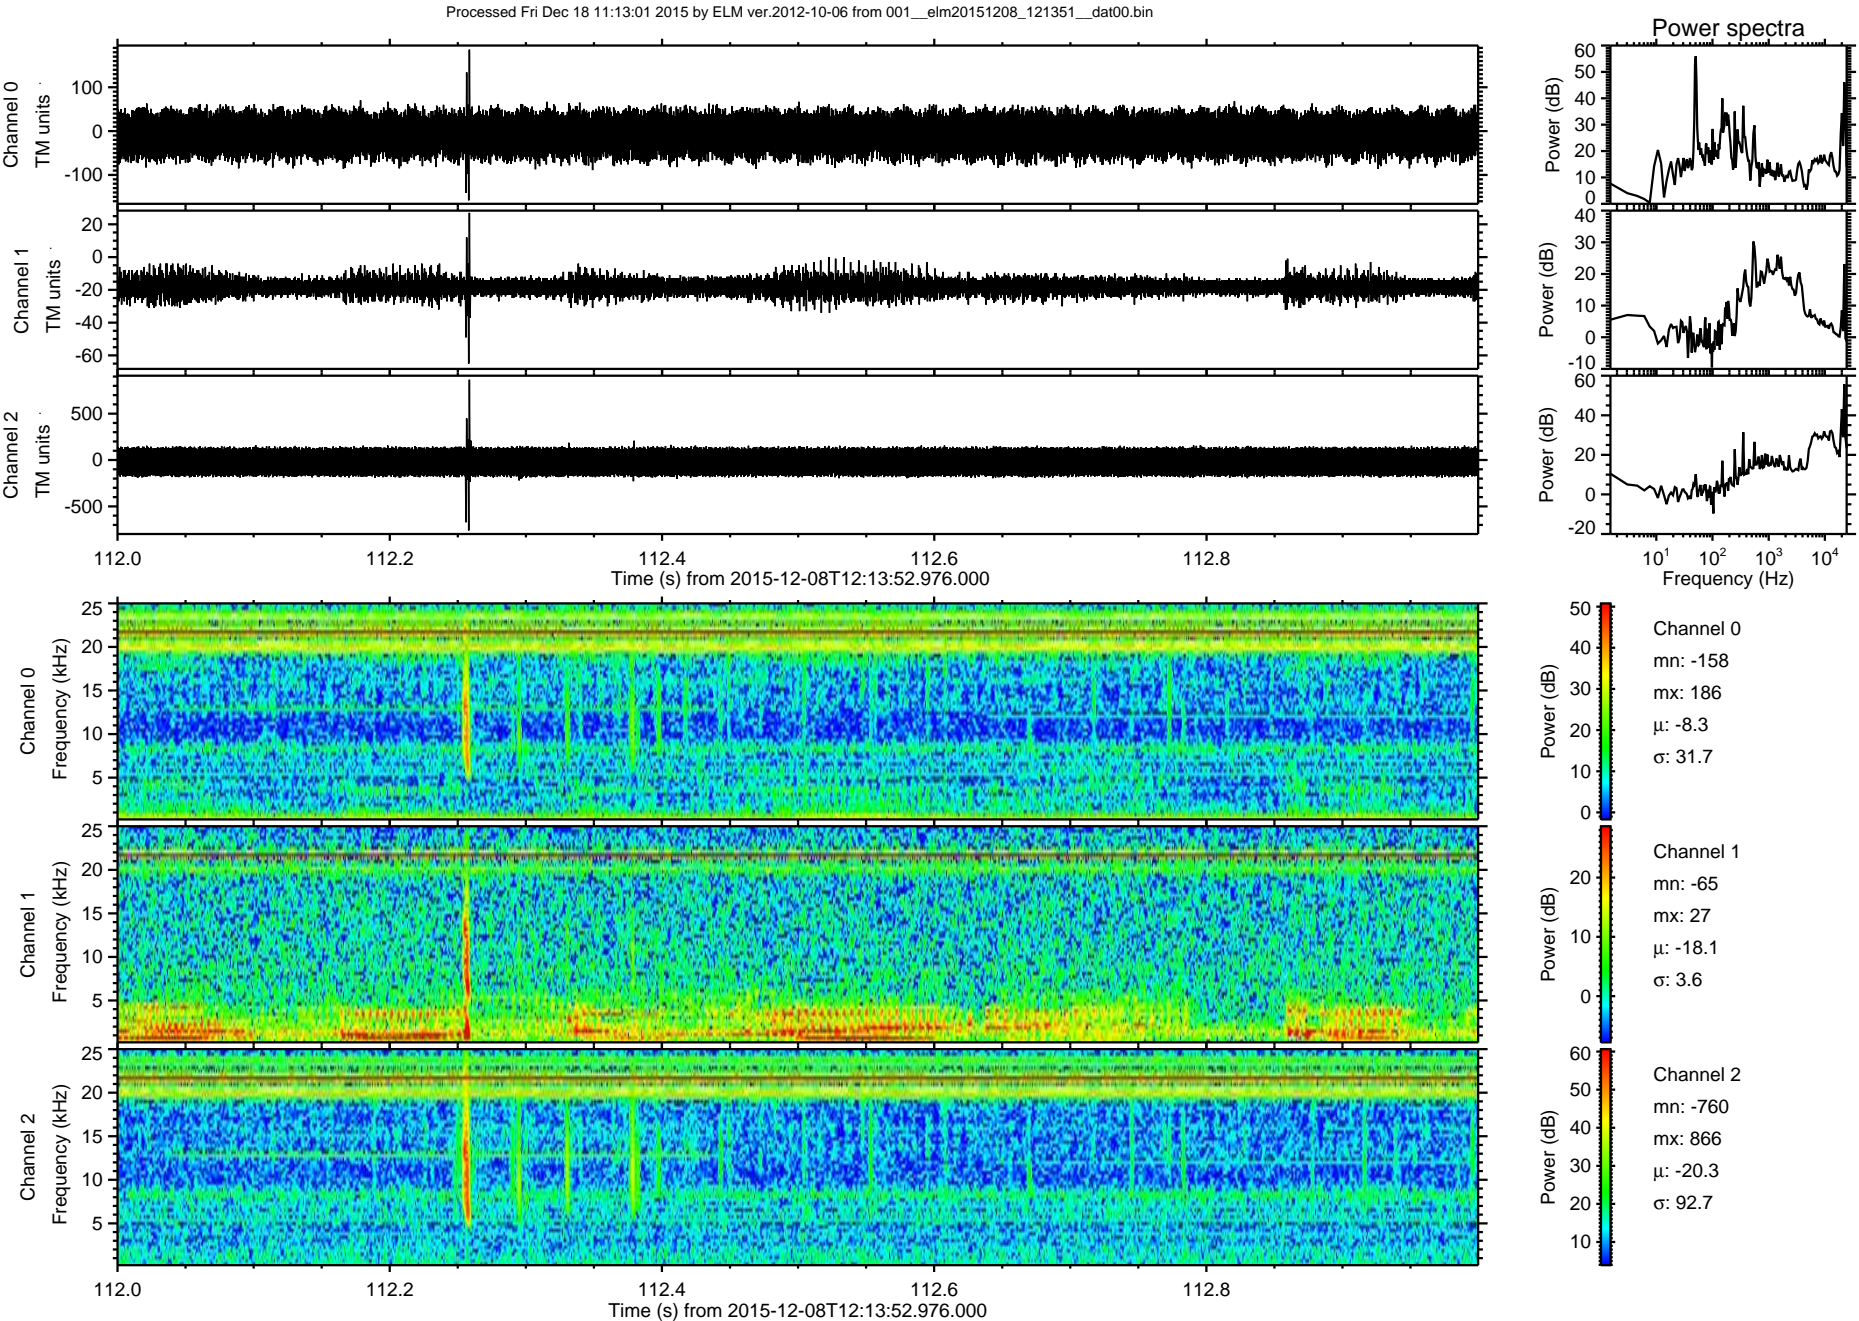 Processed Fri Dec 18 11:13:01 2015 by ELM ver.2012-10-06 from 001__elm20151208_121351__dat00.bin
Power spectra
Channel 0
TM units
100
0
-100
Power (dB)
60
50
40
30
20
10
0
Channel 1
TM units
20
0
-20
-40
-60
Power (dB)
40
30
20
10
0
-10
Channel 2
TM units
500
0
-500
Power (dB)
60
40
20
0
-20
112.0 112.2 112.4 112.6 112.8
Time (s) from 2015-12-08T12:13:52.976.000
10^1 10^2 10^3 10^4
Frequency (Hz)
Channel 0
Frequency (kHz)
25
20
15
10
5
Power (dB)
50
40
30
20
10
0
Channel 0
mn: -158
mx: 186
μ: -8.3
σ: 31.7
Channel 1
Frequency (kHz)
25
20
15
10
5
Power (dB)
20
10
0
Channel 1
mn: -65
mx: 27
μ: -18.1
σ: 3.6
Channel 2
Frequency (kHz)
25
20
15
10
5
Power (dB)
60
50
40
30
20
10
Channel 2
mn: -760
mx: 866
μ: -20.3
σ: 92.7
112.0 112.2 112.4 112.6 112.8
Time (s) from 2015-12-08T12:13:52.976.000